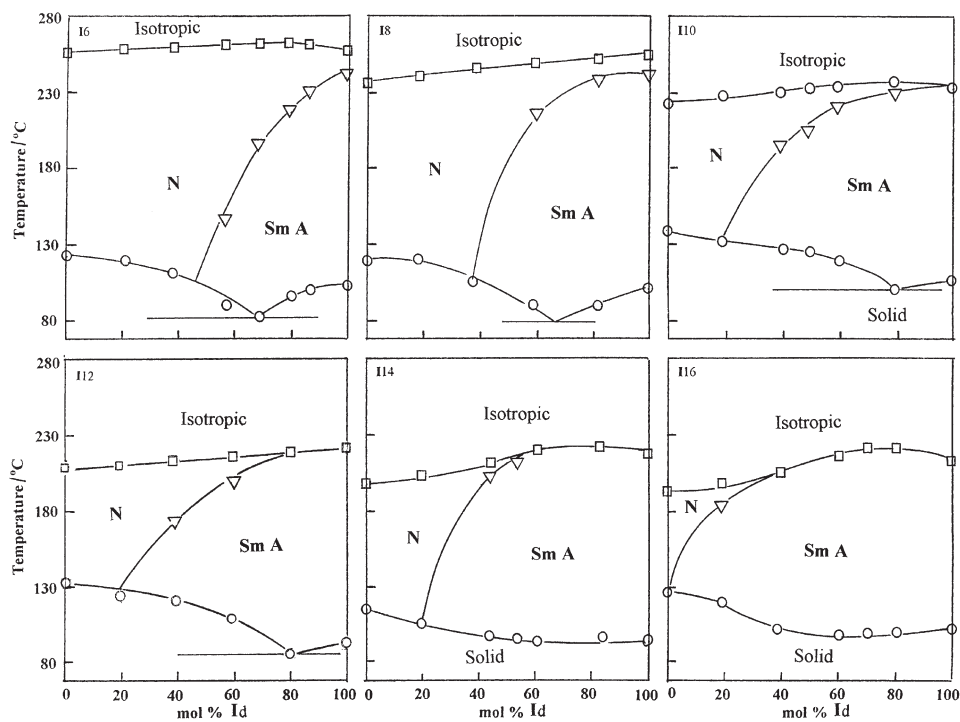 I6
Isotropic
I8
Isotropic
I10
Isotropic
280
230
180
130
80
Temperature/°C
N
Sm A
N
Sm A
N
Sm A
Solid
I12
Isotropic
I14
Isotropic
I16
Isotropic
280
230
180
130
80
Temperature/°C
N
Sm A
N
Sm A
Solid
N
Sm A
Solid
0 20 40 60 80 100
0 20 40 60 80 100
0 20 40 60 80 100
mol % Id
mol % Id
mol % Id